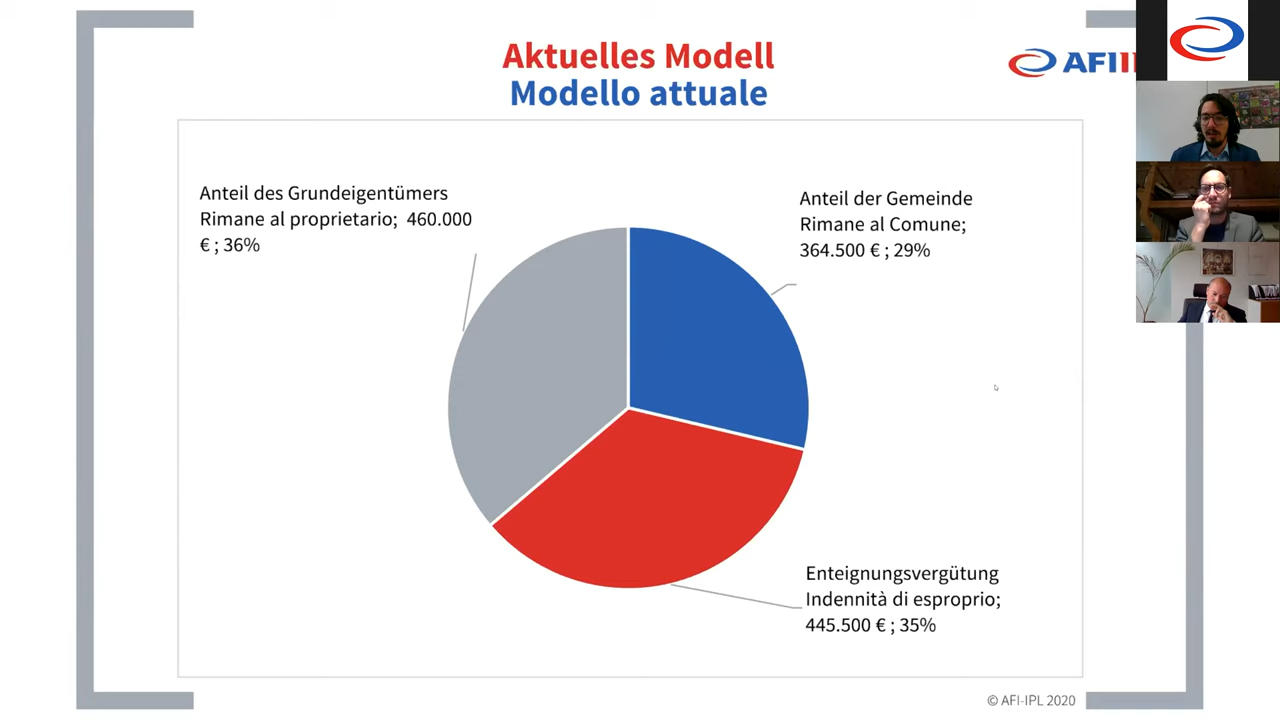 Aktuelles Modell
Modello attuale
AFI
Anteil des Grundeigentümers
Rimane al proprietario; 460.000
€ ; 36%
Anteil der Gemeinde
Rimane al Comune;
364.500 € ; 29%
Enteignungsvergütung
Indennità di esproprio;
445.500 € ; 35%
© AFI-IPL 2020